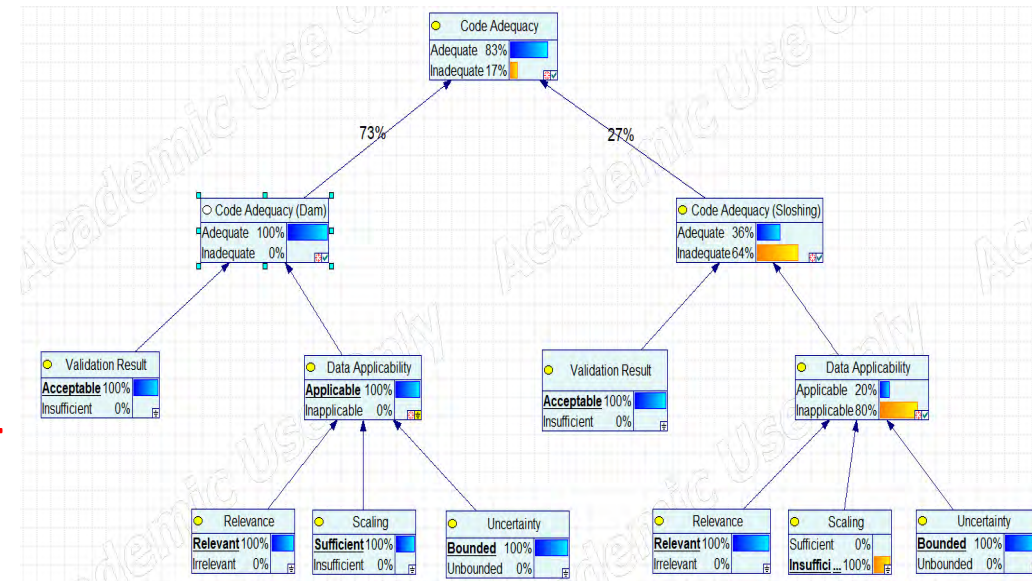 Code Adequacy
Adequate 83%
Inadequate 17%
73%
27%
Code Adequacy (Dam)
Adequate 100%
Inadequate 0%
Code Adequacy (Sloshing)
Adequate 36%
Inadequate 64%
Validation Result
Acceptable 100%
Insufficient 0%
Data Applicability
Applicable 100%
Inapplicable 0%
Validation Result
Acceptable 100%
Insufficient 0%
Data Applicability
Applicable 20%
Inapplicable 80%
Relevance
Relevant 100%
Irrelevant 0%
Scaling
Sufficient 100%
Insufficient 0%
Uncertainty
Bounded 100%
Unbounded 0%
Relevance
Relevant 100%
Irrelevant 0%
Scaling
Sufficient 0%
Insuffici ... 100%
Uncertainty
Bounded 100%
Unbounded 0%
Academic Use Only